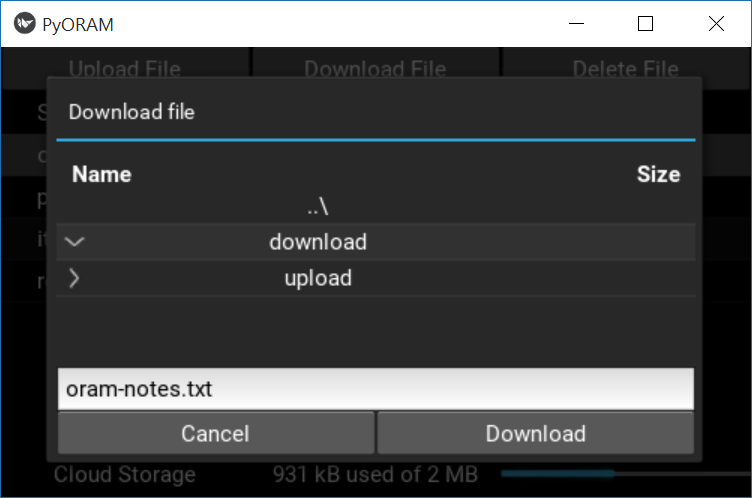 PyORAM
Upload File Download File Delete File
Download file
Name Size
..\
download
upload
oram-notes.txt
Cancel Download
Cloud Storage 931 kB used of 2 MB